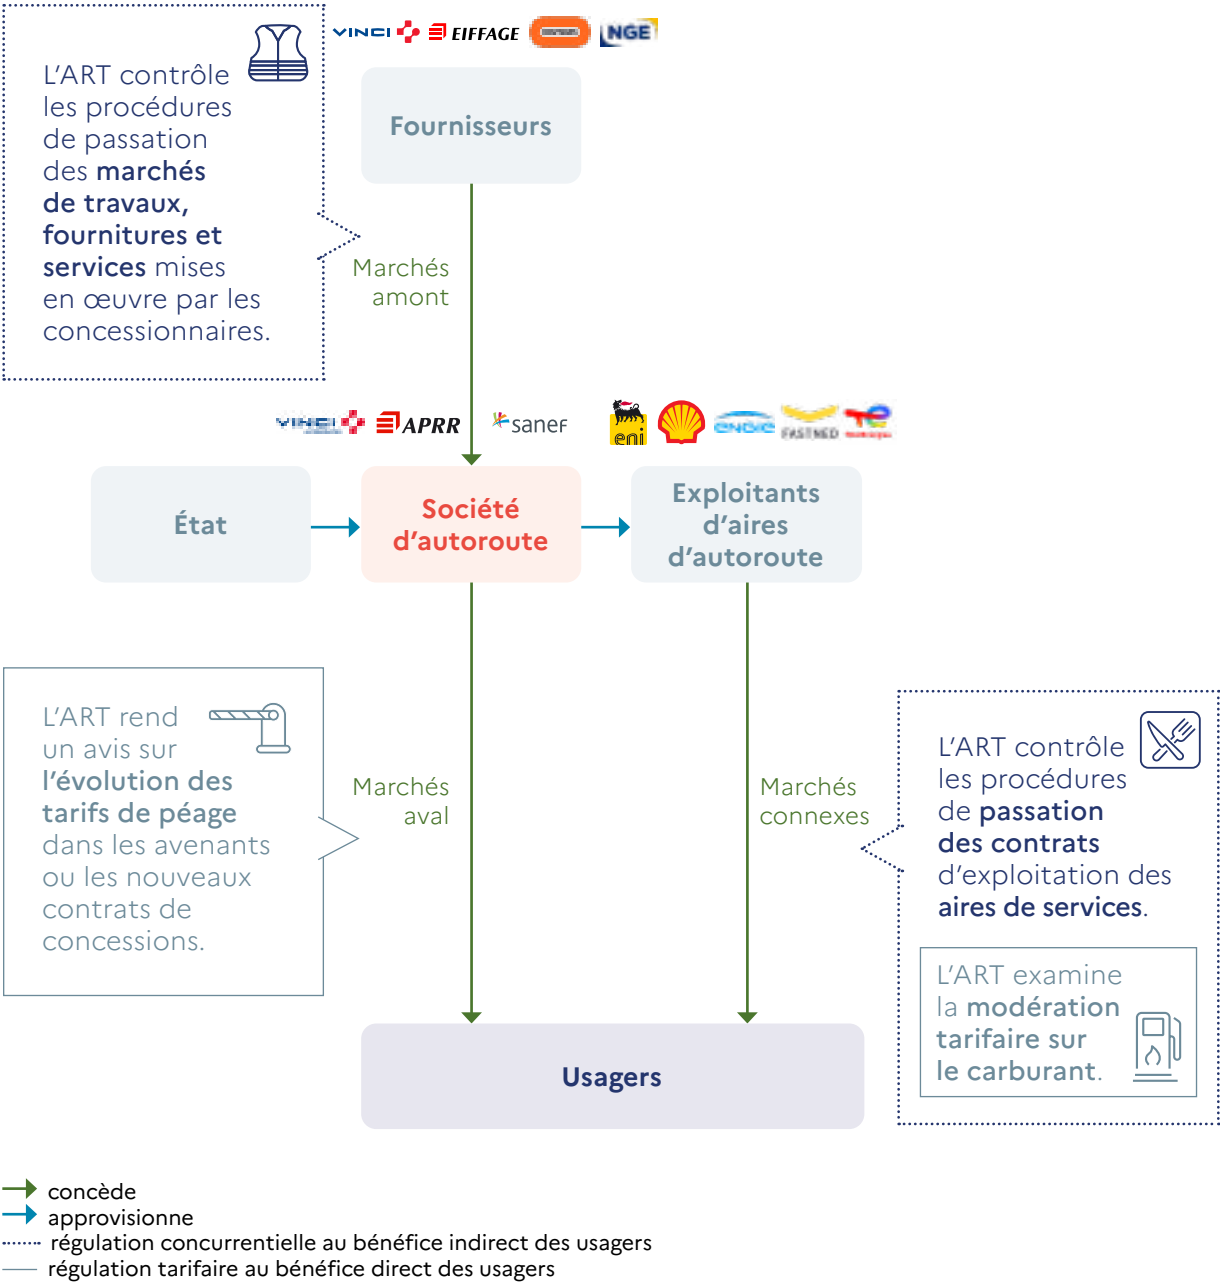 VINCI
EIFFAGE
NGE
L'ART contrôle
les procédures
de passation
des marchés
de travaux,
fournitures et
services mises
en œuvre par les
concessionnaires.
Fournisseurs
Marchés
amont
VINCI
APRR
sanef
eni
ENGIE
FASTNED
État
Société
d'autoroute
Exploitants
d'aires
d'autoroute
L'ART rend
un avis sur
l'évolution des
tarifs de péage
dans les avenants
ou les nouveaux
contrats de
concessions.
Marchés
aval
Marchés
connexes
L'ART contrôle
les procédures
de passation
des contrats
d'exploitation des
aires de services.
L'ART examine
la modération
tarifaire sur
le carburant.
Usagers
concède
approvisionne
régulation concurrentielle au bénéfice indirect des usagers
régulation tarifaire au bénéfice direct des usagers